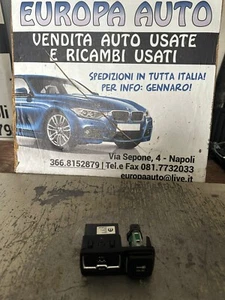 EUROPA AUTO
VENDITA AUTO USATE
E RICAMBI USATI
SPEDIZIONI IN TUTTA ITALIA!
PER INFO: GENNARO!
Via Sepone, 4 - Napoli
366.8152879 | Tel.e Fax 081.7732033
europaauto@live.it